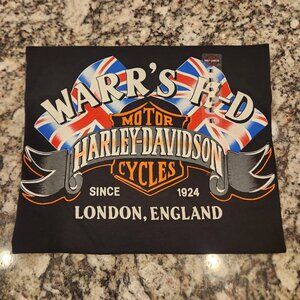 WARR'S H-D
MOTOR
HARLEY-DAVIDSON
CYCLES
SINCE 1924
LONDON, ENGLAND